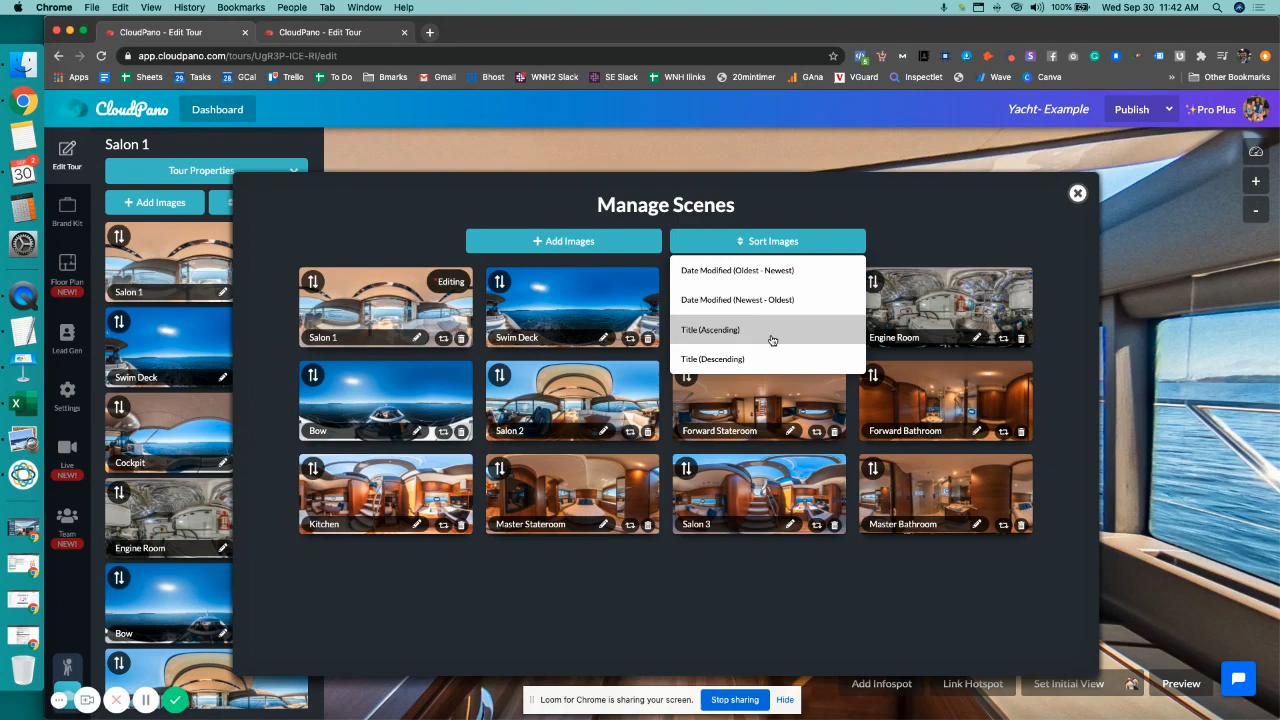 Chrome File Edit View History Bookmarks People Tab Window Help
100% Wed Sep 30 11:42 AM
CloudPano - Edit Tour
CloudPano - Edit Tour
app.cloudpano.com/tours/UgR3P-ICE-RI/edit
Apps Sheets Tasks GCal Trello To Do Bmarks Gmail Bhost WNH2 Slack SE Slack WNH llinks 20mintimer GAna VGuard Inspectlet Wave Canva » Other Bookmarks
CloudPano
Dashboard
Yacht- Example
Publish
Pro Plus
Edit Tour
Brand Kit
Floor Plan
NEW!
Lead Gen
Settings
Live
NEW!
Team
NEW!
Salon 1
Tour Properties
+ Add Images
Salon 1
Swim Deck
Cockpit
Engine Room
Bow
Manage Scenes
+ Add Images
Sort Images
Date Modified (Oldest - Newest)
Date Modified (Newest - Oldest)
Title (Ascending)
Title (Descending)
Editing
Salon 1
Swim Deck
Engine Room
Bow
Salon 2
Forward Stateroom
Forward Bathroom
Kitchen
Master Stateroom
Salon 3
Master Bathroom
+
-
Add Infospot
Link Hotspot
Set Initial View
Preview
Loom for Chrome is sharing your screen.
Stop sharing
Hide
SEP 2
30